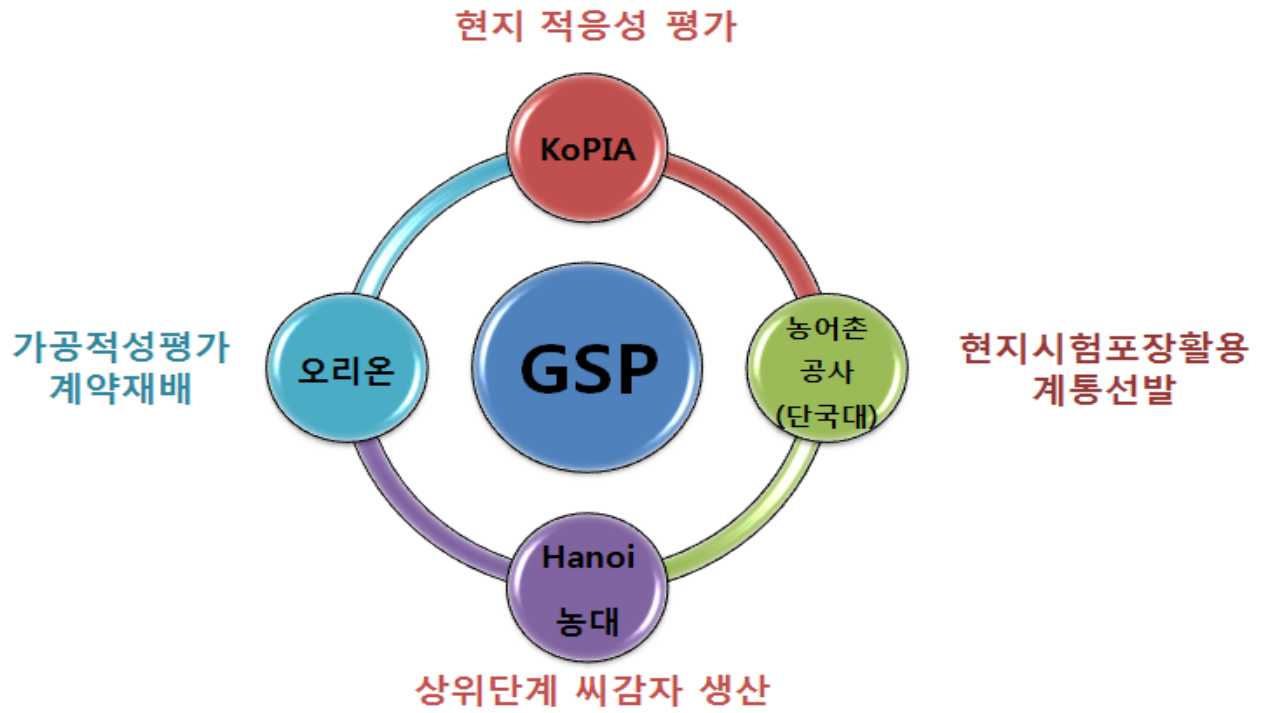 현지 적응성 평가
KoPIA
가공적성평가
계약재배
오리온
GSP
농어촌
공사
(단국대)
현지시험포장활용
계통선발
Hanoi
농대
상위단계 씨감자 생산